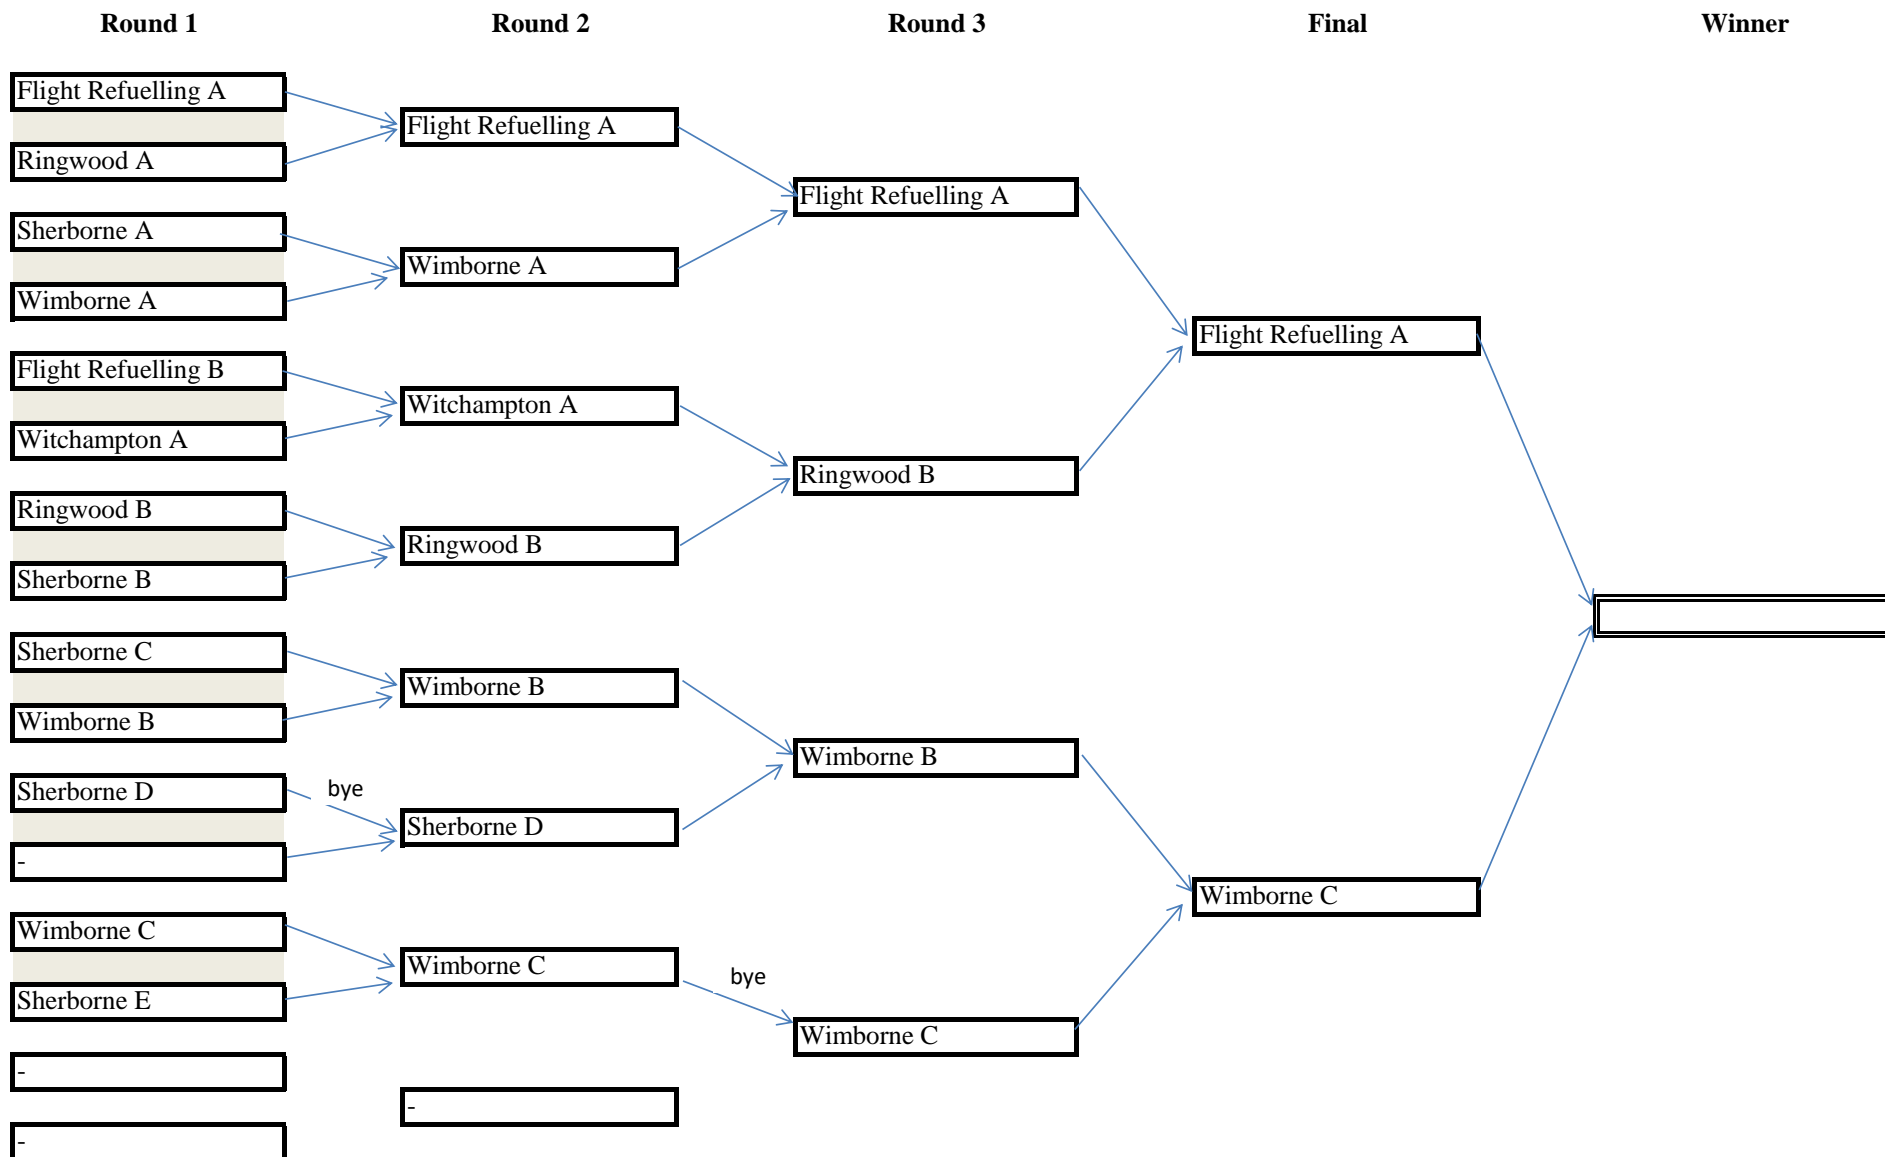 Round 1
Round 2
Round 3
Final
Winner
Flight Refuelling A
Ringwood A
Sherborne A
Wimborne A
Flight Refuelling B
Witchampton A
Ringwood B
Sherborne B
Sherborne C
Wimborne B
Sherborne D
bye
-
Wimborne C
Sherborne E
-
-
Flight Refuelling A
Wimborne A
Witchampton A
Ringwood B
Wimborne B
Sherborne D
Wimborne C
bye
-
Flight Refuelling A
Ringwood B
Wimborne B
Wimborne C
Flight Refuelling A
Wimborne C